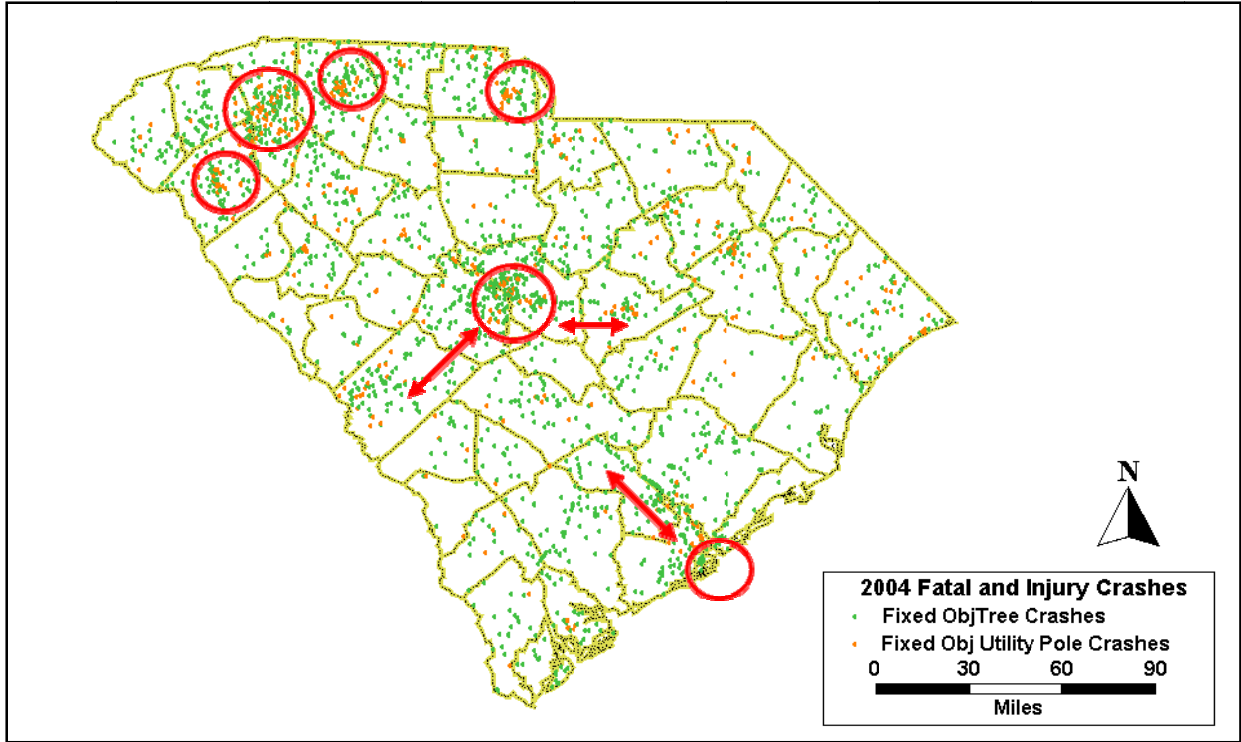 N
2004 Fatal and Injury Crashes
Fixed ObjTree Crashes
Fixed Obj Utility Pole Crashes
0 30 60 90
Miles